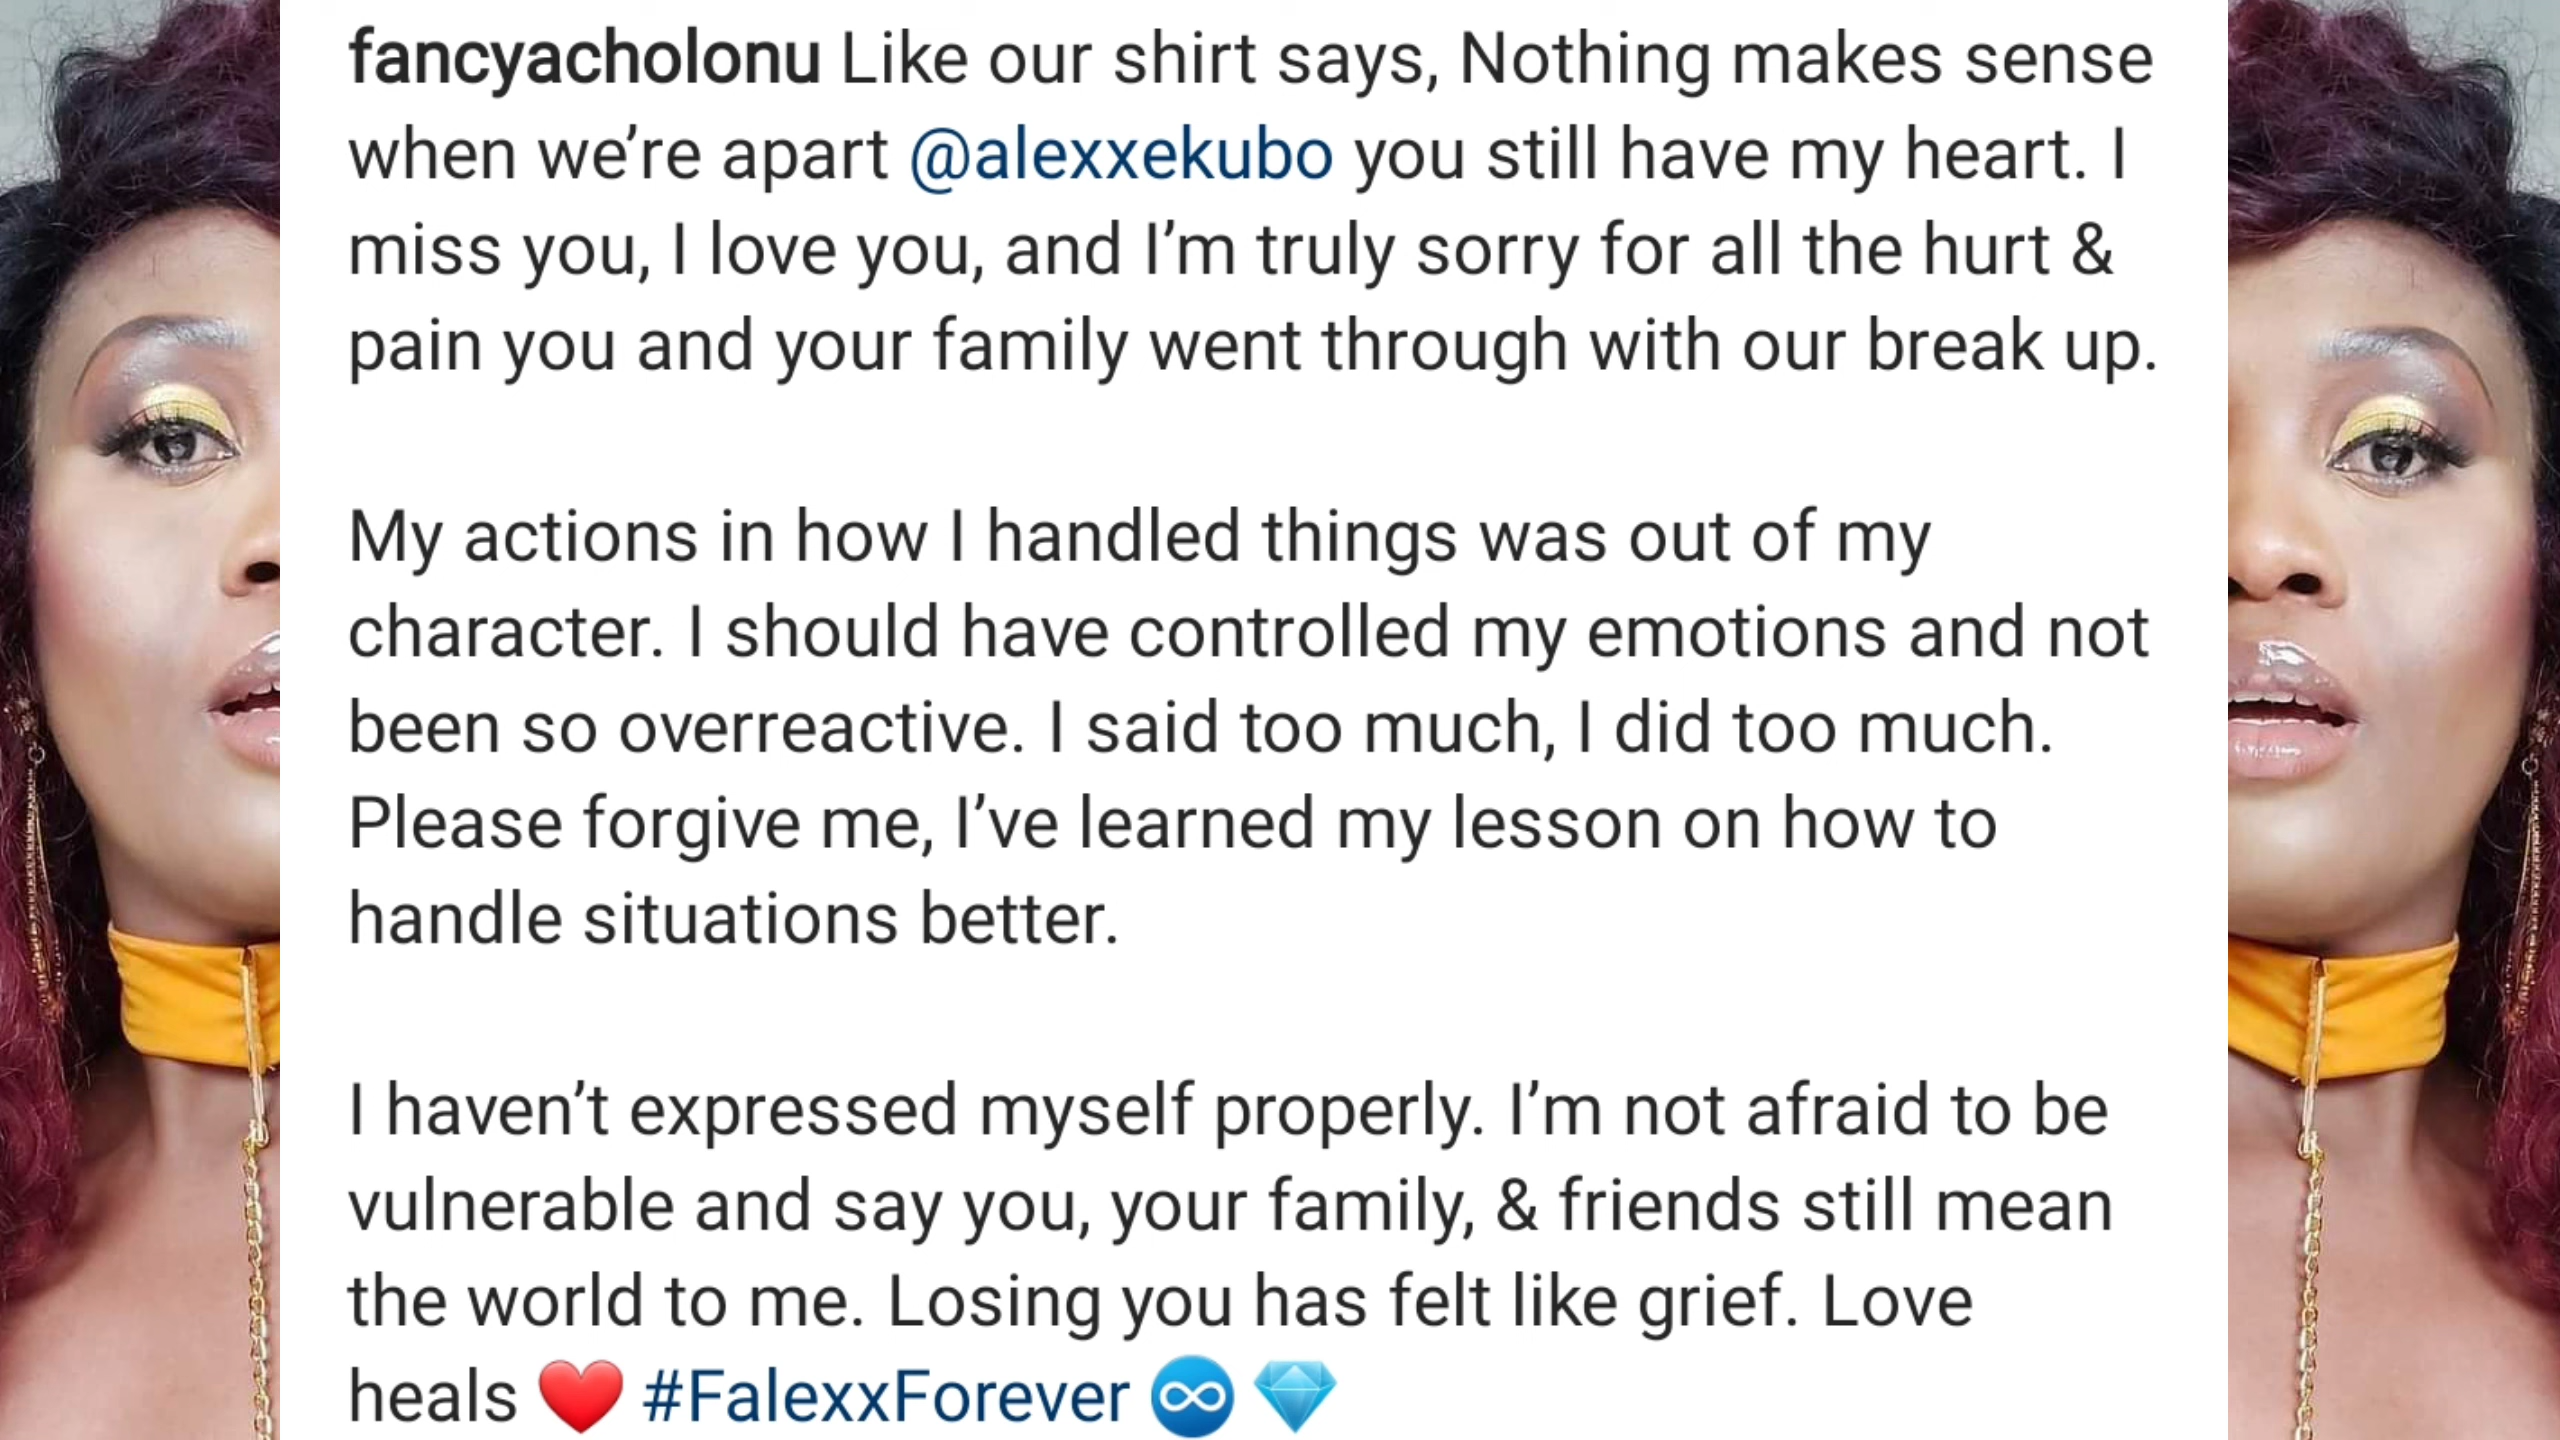 fancyacholonu Like our shirt says, Nothing makes sense
when we’re apart @alexxekubo you still have my heart. I
miss you, I love you, and I’m truly sorry for all the hurt &
pain you and your family went through with our break up.
My actions in how I handled things was out of my
character. I should have controlled my emotions and not
been so overreactive. I said too much, I did too much.
Please forgive me, I’ve learned my lesson on how to
handle situations better.
I haven’t expressed myself properly. I’m not afraid to be
vulnerable and say you, your family, & friends still mean
the world to me. Losing you has felt like grief. Love
heals ❤️ #FalexxForever ♾️ 💎